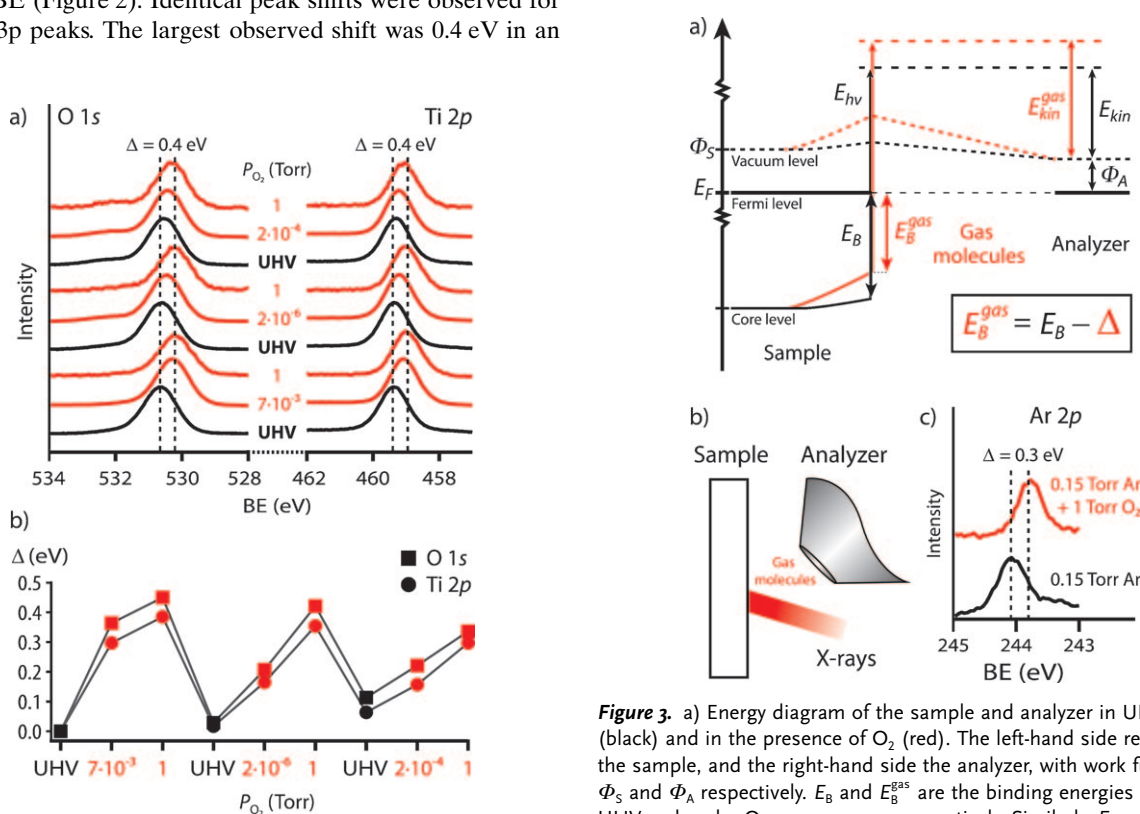 BE (Figure 2). Identical peak shifts were observed for
3p peaks. The largest observed shift was 0.4 eV in an
a)
O 1s
Ti 2p
Δ = 0.4 eV
Δ = 0.4 eV
P_O₂ (Torr)
1
2·10⁻⁴
UHV
1
2·10⁻⁶
UHV
1
7·10⁻³
UHV
Intensity
534 532 530 528 462 460 458
BE (eV)
b)
Δ (eV)
O 1s
Ti 2p
0.5
0.4
0.3
0.2
0.1
0.0
UHV 7·10⁻³ 1 UHV 2·10⁻⁶ 1 UHV 2·10⁻⁴ 1
P_O₂ (Torr)
a)
E_hν
E_kin^gas
E_kin
Φ_S
Vacuum level
Φ_A
E_F
Fermi level
E_B
E_B^gas
Gas
molecules
Analyzer
Core level
E_B^gas = E_B − Δ
Sample
b)
Sample
Analyzer
Gas
molecules
X-rays
c)
Ar 2p
Δ = 0.3 eV
0.15 Torr Ar
+ 1 Torr O₂
0.15 Torr Ar
Intensity
245 244 243
BE (eV)
Figure 3. a) Energy diagram of the sample and analyzer in
(black) and in the presence of O₂ (red). The left-hand side
the sample, and the right-hand side the analyzer, with work
Φ_S and Φ_A respectively. E_B and E_B^gas are the binding energies